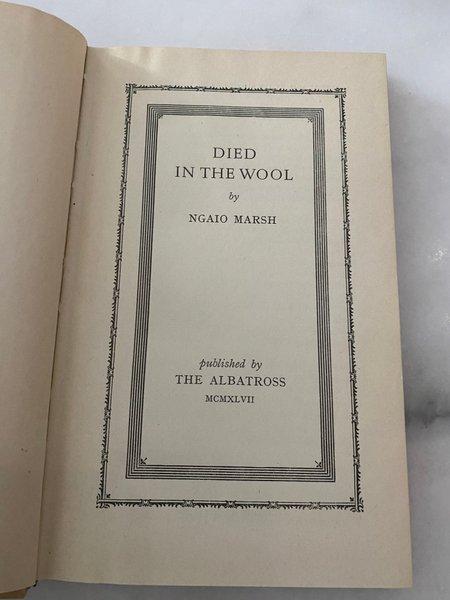 DIED
IN THE WOOL
by
NGAIO MARSH
published by
THE ALBATROSS
MCMXLVII